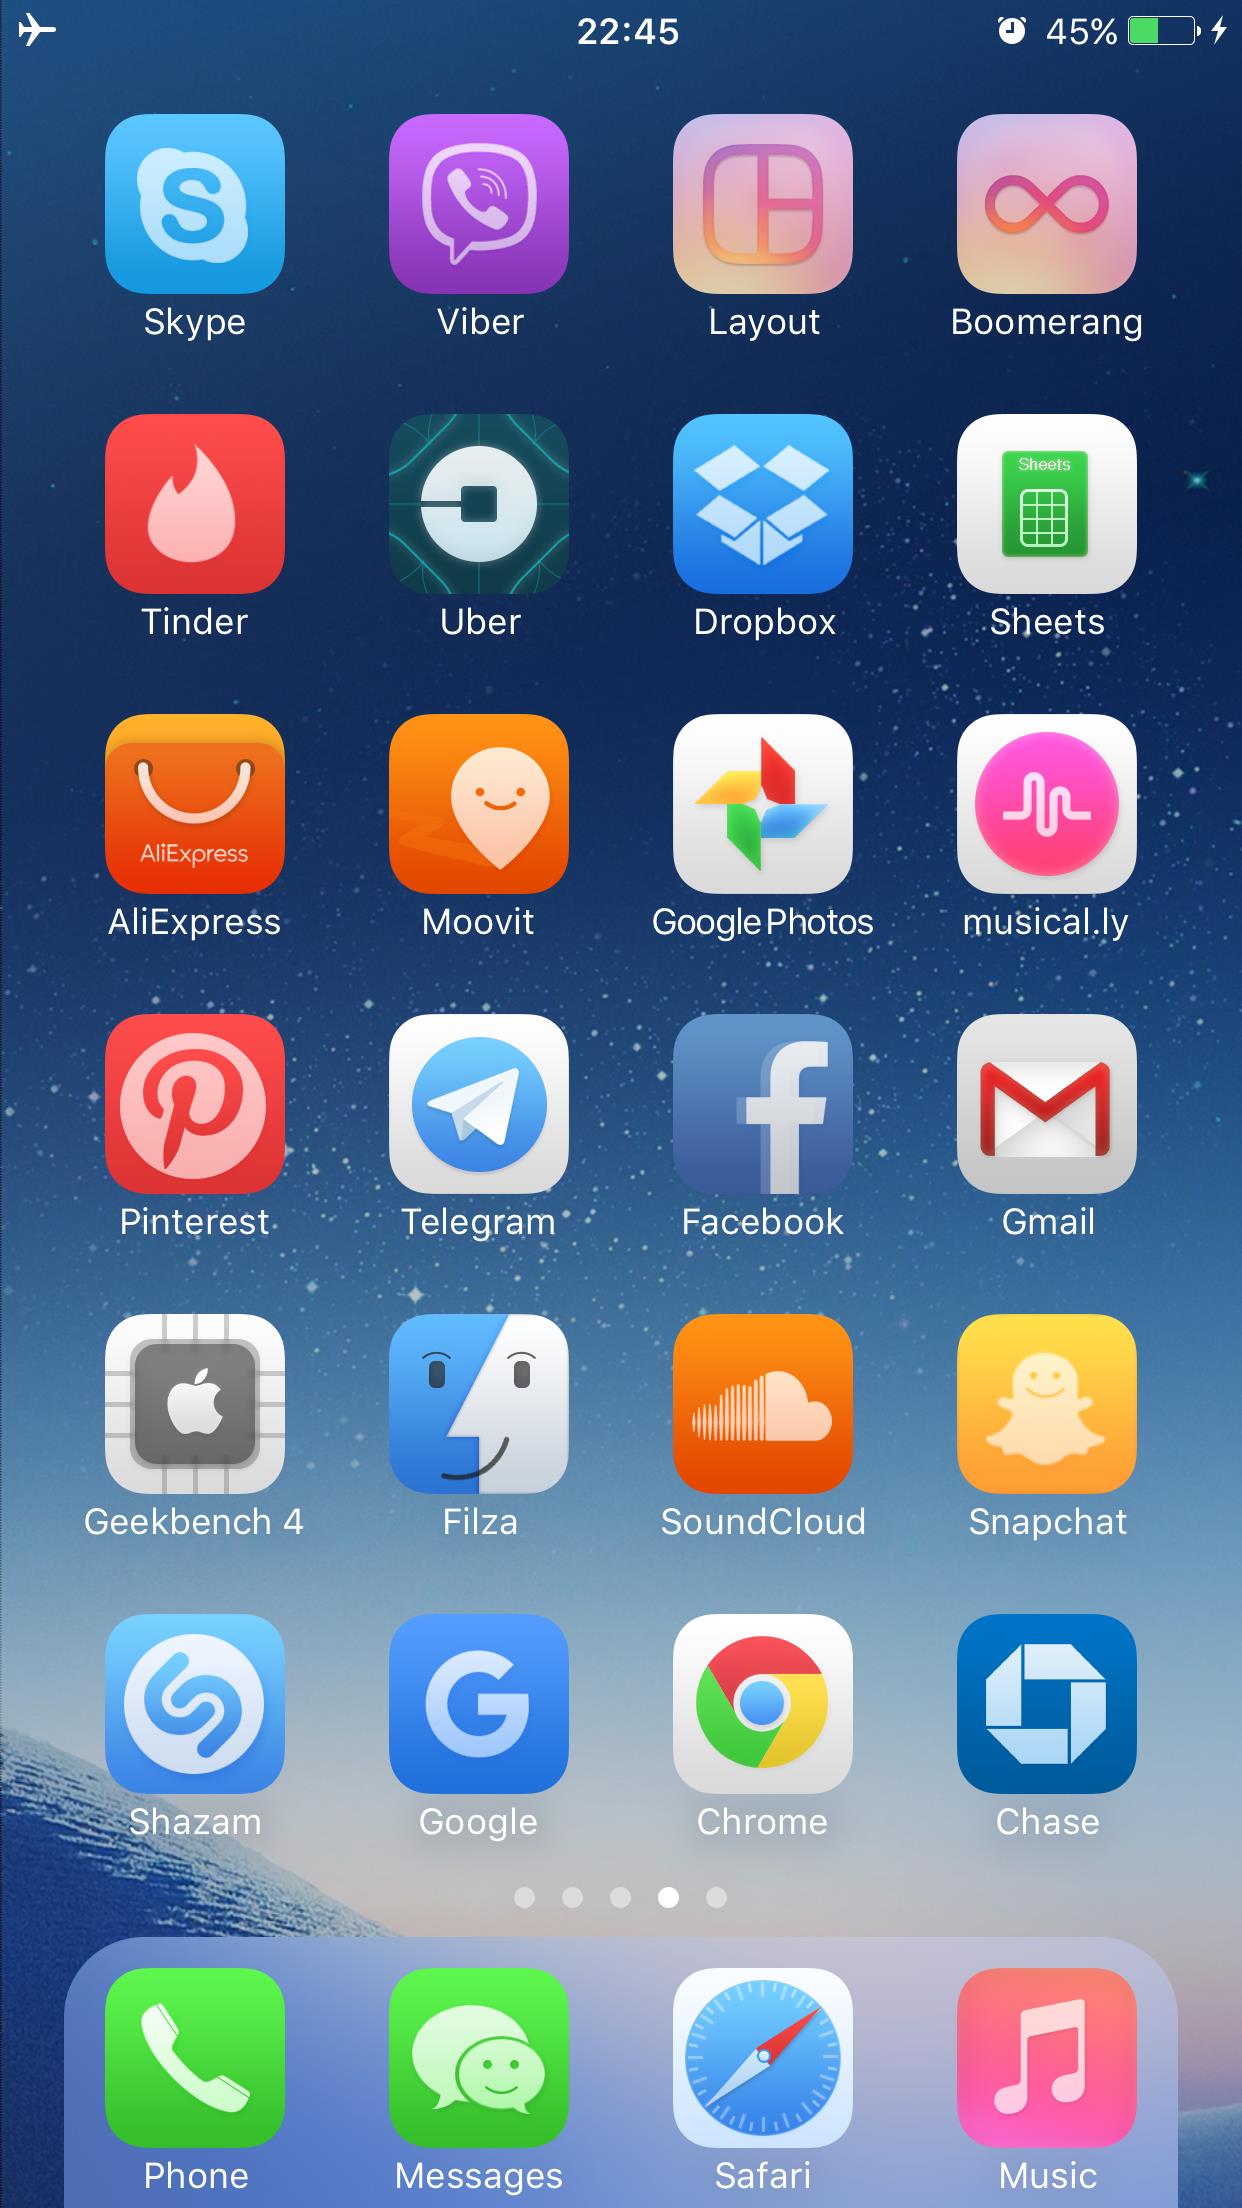 22:45 45%
Skype Viber Layout Boomerang
Sheets
Tinder Uber Dropbox Sheets
AliExpress
AliExpress Moovit Google Photos musical.ly
Pinterest Telegram Facebook Gmail
Geekbench 4 Filza SoundCloud Snapchat
Shazam Google Chrome Chase
Phone Messages Safari Music